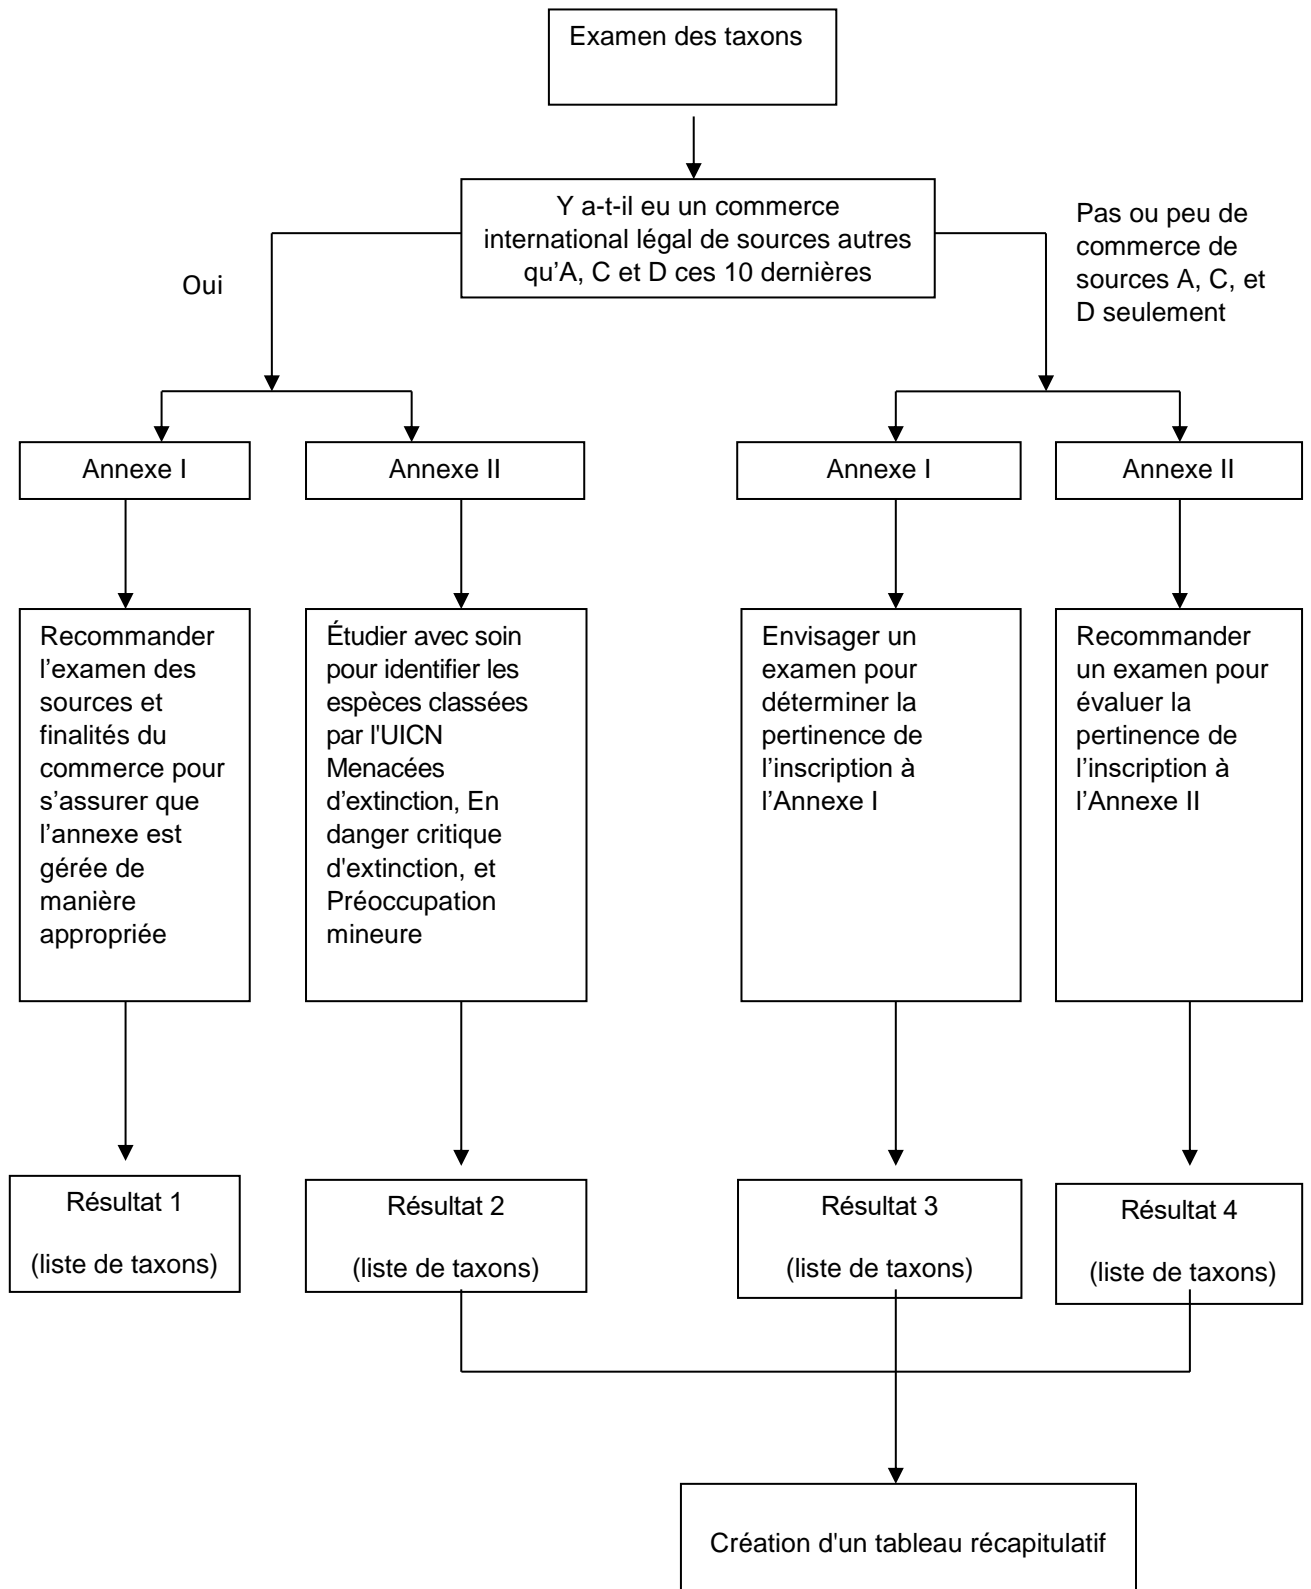 Examen des taxons
Y a-t-il eu un commerce
international légal de sources autres
qu’A, C et D ces 10 dernières
Pas ou peu de
commerce de
sources A, C, et
D seulement
Oui
Annexe I
Annexe II
Annexe I
Annexe II
Recommander
l’examen des
sources et
finalités du
commerce pour
s’assurer que
l’annexe est
gérée de
manière
appropriée
Étudier avec soin
pour identifier les
espèces classées
par l'UICN
Menacées
d’extinction, En
danger critique
d'extinction, et
Préoccupation
mineure
Envisager un
examen pour
déterminer la
pertinence de
l’inscription à
l’Annexe I
Recommander
un examen pour
évaluer la
pertinence de
l’inscription à
l’Annexe II
Résultat 1
(liste de taxons)
Résultat 2
(liste de taxons)
Résultat 3
(liste de taxons)
Résultat 4
(liste de taxons)
Création d'un tableau récapitulatif